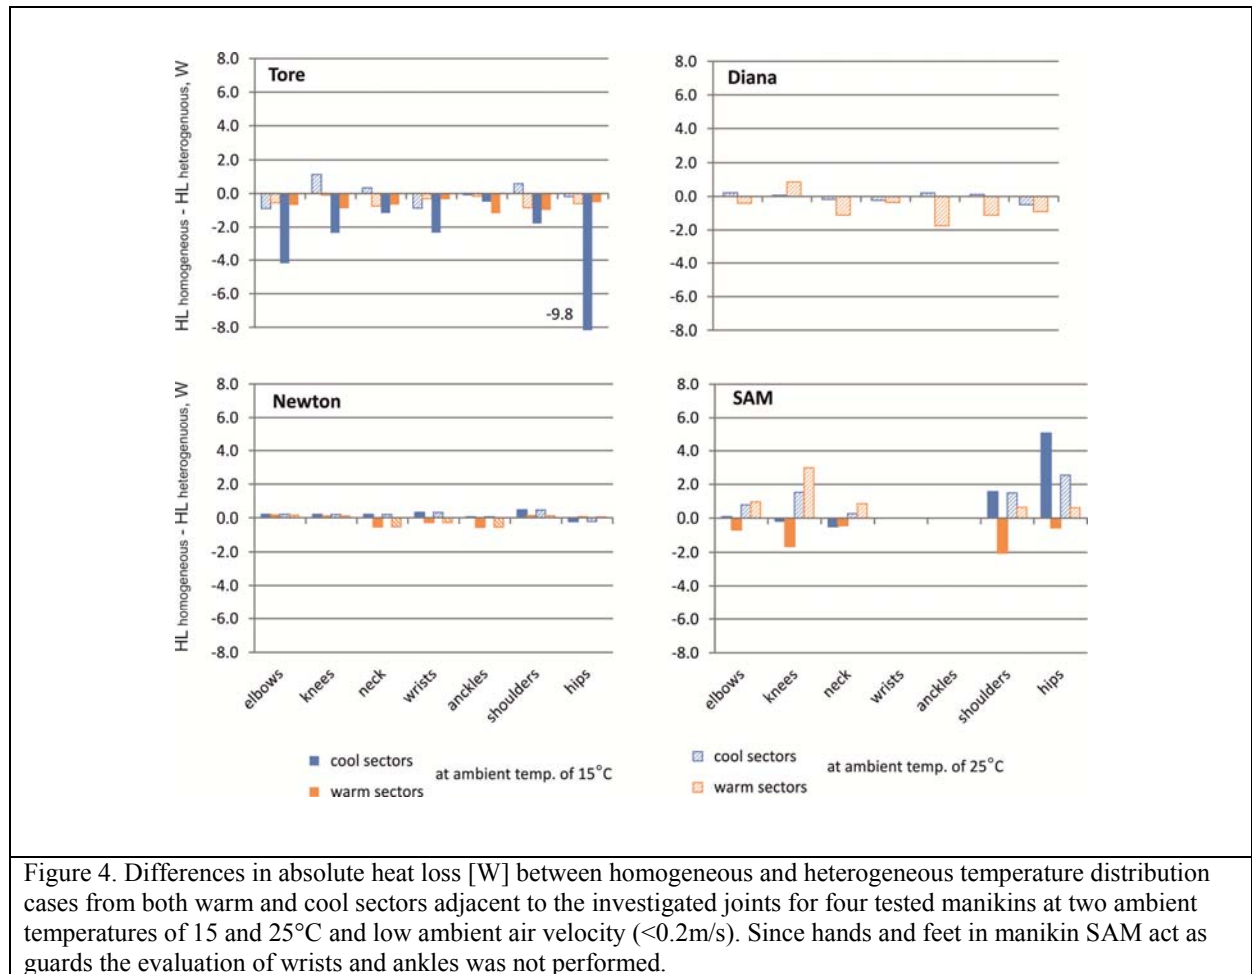 Tore
HL homogeneous - HL heterogenuous, W
8.0
6.0
4.0
2.0
0.0
-2.0
-4.0
-6.0
-8.0
-9.8
Diana
8.0
6.0
4.0
2.0
0.0
-2.0
-4.0
-6.0
-8.0
Newton
HL homogeneous - HL heterogenuous, W
8.0
6.0
4.0
2.0
0.0
-2.0
-4.0
-6.0
-8.0
elbows
knees
neck
wrists
anckles
shoulders
hips
SAM
8.0
6.0
4.0
2.0
0.0
-2.0
-4.0
-6.0
-8.0
elbows
knees
neck
wrists
ankles
shoulders
hips
cool sectors
warm sectors
at ambient temp. of 15°C
cool sectors
warm sectors
at ambient temp. of 25°C
Figure 4. Differences in absolute heat loss [W] between homogeneous and heterogeneous temperature distribution
cases from both warm and cool sectors adjacent to the investigated joints for four tested manikins at two ambient
temperatures of 15 and 25°C and low ambient air velocity (<0.2m/s). Since hands and feet in manikin SAM act as
guards the evaluation of wrists and ankles was not performed.